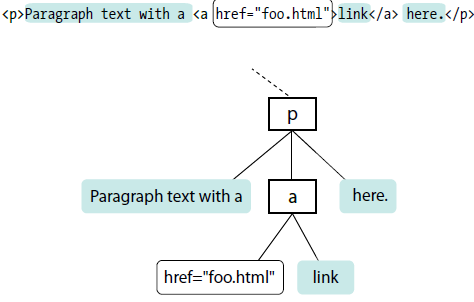 <p>Paragraph text with a <a href="foo.html">link</a> here.</p>
p
Paragraph text with a
a
here.
href="foo.html"
link